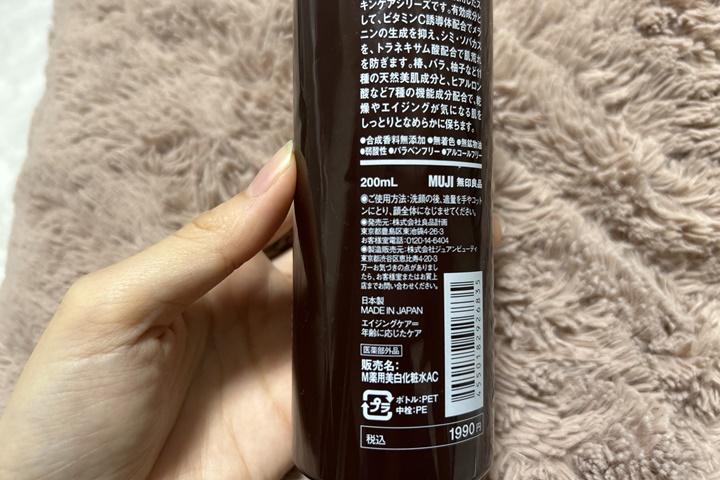 キンケアシリーズです。有効成分と
して、ビタミンC誘導体配合でメラ
ニンの生成を抑え、シミ・ソバカス
を、トラネキサム酸配合で肌荒れ
を防ぎます。椿、バラ、柚子など11
種の天然美肌成分と、ヒアルロン
酸など7種の機能成分配合で、乾
燥やエイジングが気になる肌を
しっとりとなめらかに保ちます。
●合成香料無添加 ●無着色 ●無鉱物油
●弱酸性 ●パラベンフリー ●アルコールフリー
200mL MUJI 無印良品
●ご使用方法：洗顔の後、適量を手やコット
ンにとり、顔全体になじませてください。
●発売元：株式会社良品計画
東京都豊島区東池袋4-26-3
お客様室電話：0120-14-6404
●製造販売元：株式会社ジュアンビューティ
東京都渋谷区恵比寿4-20-3
万一お気づきの点がありまし
たら、お客様室またはお買上
店までお問い合わせください。
日本製
MADE IN JAPAN
エイジングケア＝
年齢に応じたケア
医薬部外品
販売名：
M薬用美白化粧水AC
プラ
ボトル：PET
中栓：PE
4550182926835
税込 1990円